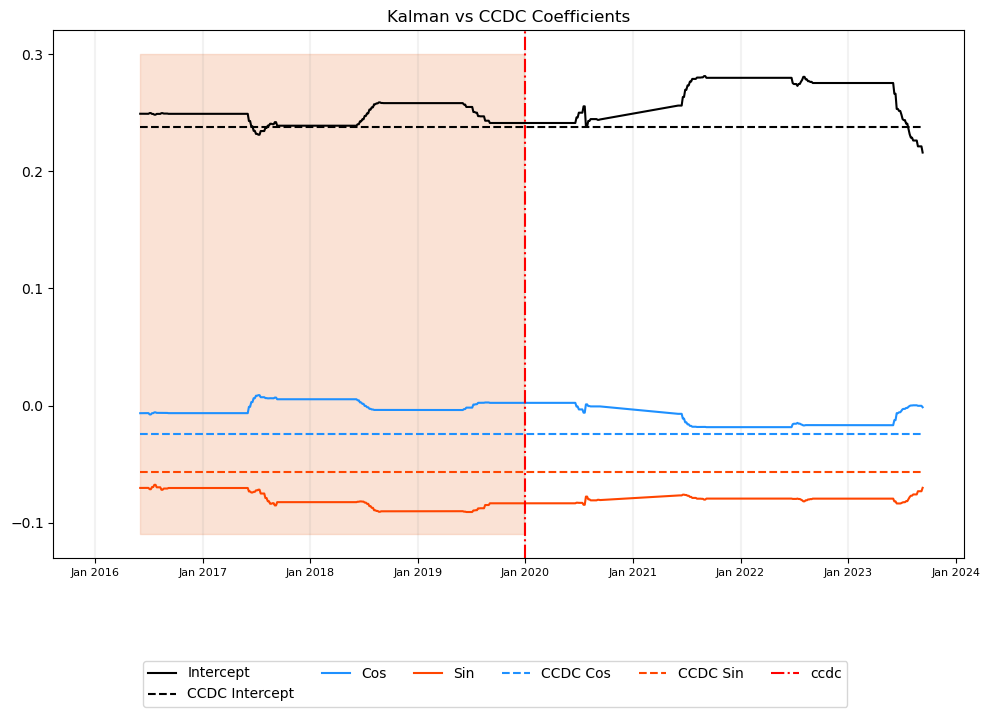 Kalman vs CCDC Coefficients
0.3
0.2
0.1
0.0
−0.1
Jan 2016 Jan 2017 Jan 2018 Jan 2019 Jan 2020 Jan 2021 Jan 2022 Jan 2023 Jan 2024
Intercept Cos Sin CCDC Cos CCDC Sin ccdc
CCDC Intercept